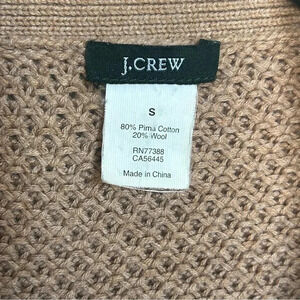 J.CREW
S
80% Pima Cotton
20% Wool
RN77388
CA56445
Made in China